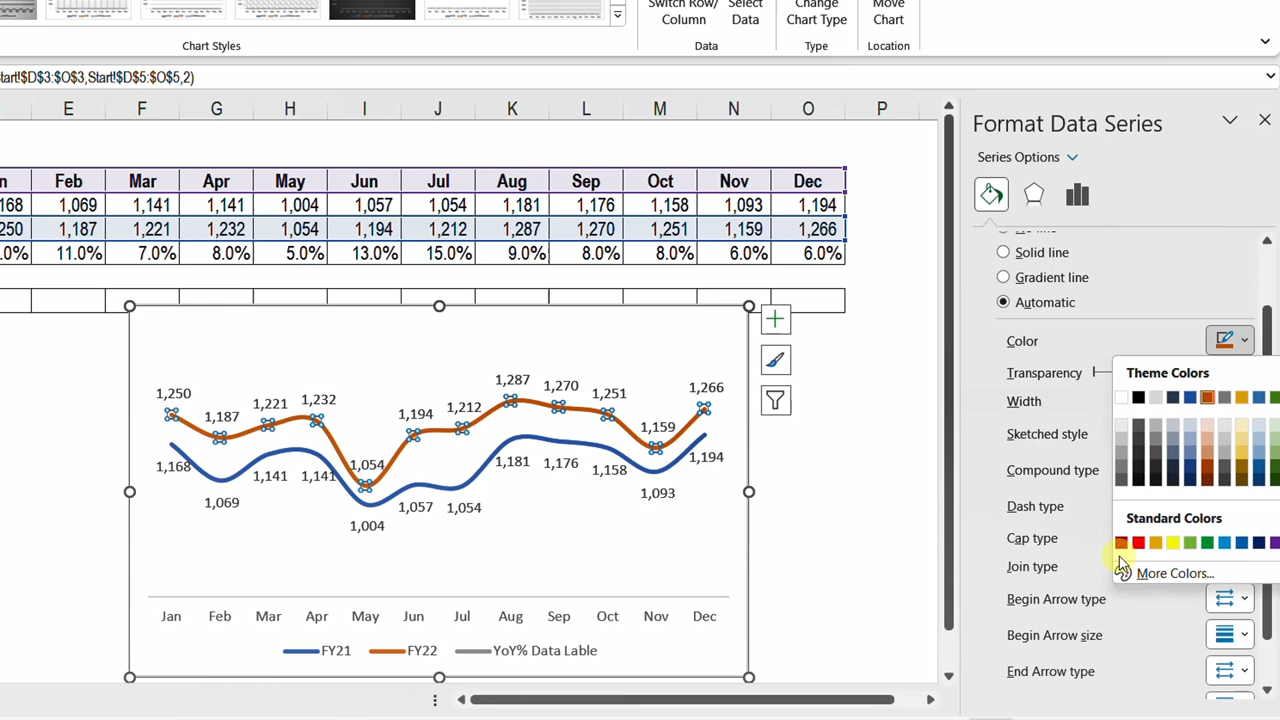 Switch Row/ Select Change Move
Column Data Chart Type Chart
Chart Styles Data Type Location
tart!$D$3:$O$3,Start!$D$5:$O$5,2)
E F G H I J K L M N O P
n Feb Mar Apr May Jun Jul Aug Sep Oct Nov Dec
168 1,069 1,141 1,141 1,004 1,057 1,054 1,181 1,176 1,158 1,093 1,194
250 1,187 1,221 1,232 1,054 1,194 1,212 1,287 1,270 1,251 1,159 1,266
.0% 11.0% 7.0% 8.0% 5.0% 13.0% 15.0% 9.0% 8.0% 8.0% 6.0% 6.0%
1,250 1,187 1,221 1,232 1,054 1,194 1,212 1,287 1,270 1,251 1,159 1,266
1,168 1,069 1,141 1,141 1,004 1,057 1,054 1,181 1,176 1,158 1,093 1,194
Jan Feb Mar Apr May Jun Jul Aug Sep Oct Nov Dec
FY21 FY22 YoY% Data Lable
Format Data Series
Series Options
No line
Solid line
Gradient line
Automatic
Color
Transparency
Width
Sketched style
Compound type
Dash type
Cap type
Join type
Begin Arrow type
Begin Arrow size
End Arrow type
Theme Colors
Standard Colors
More Colors...